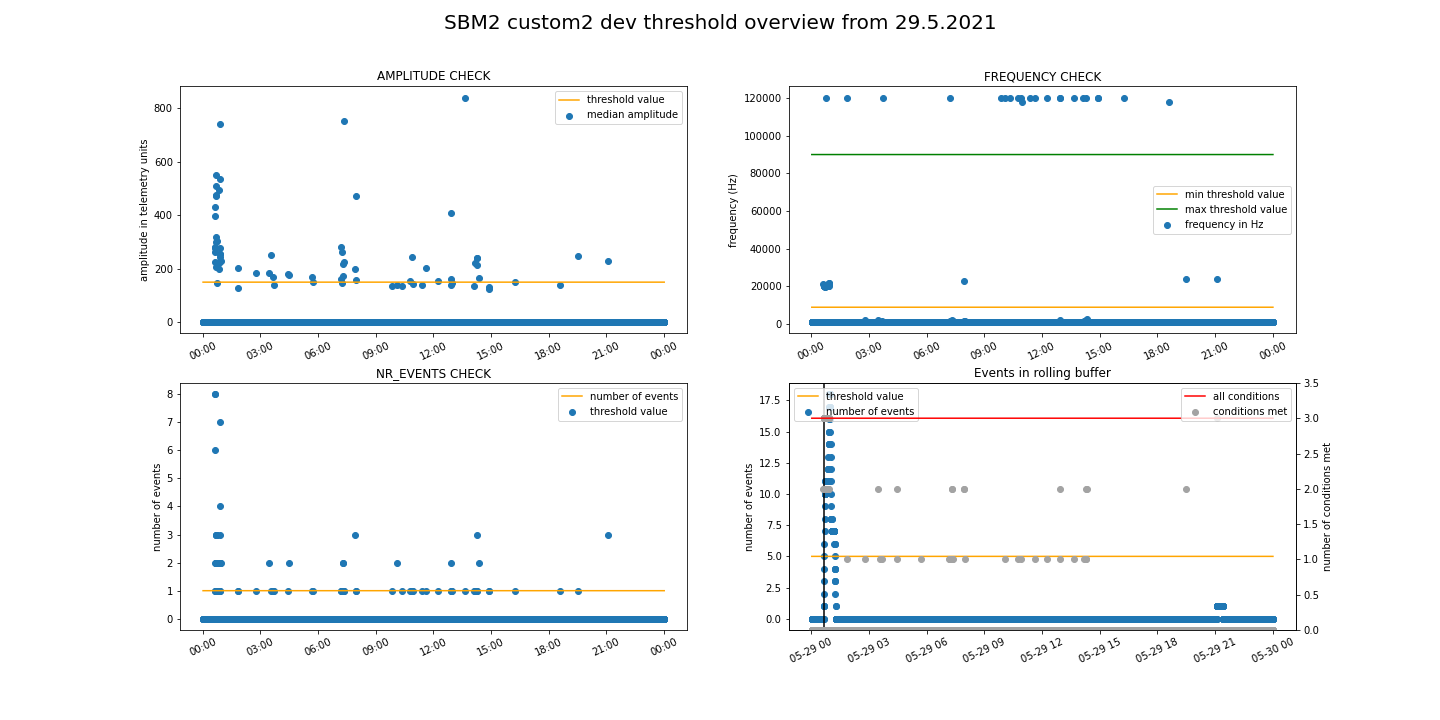 SBM2 custom2 dev threshold overview from 29.5.2021
AMPLITUDE CHECK
amplitude in telemetry units
800
600
400
200
0
threshold value
median amplitude
00:00 03:00 06:00 09:00 12:00 15:00 18:00 21:00 00:00
FREQUENCY CHECK
frequency (Hz)
120000
100000
80000
60000
40000
20000
0
min threshold value
max threshold value
frequency in Hz
00:00 03:00 06:00 09:00 12:00 15:00 18:00 21:00 00:00
NR_EVENTS CHECK
number of events
8
7
6
5
4
3
2
1
0
number of events
threshold value
00:00 03:00 06:00 09:00 12:00 15:00 18:00 21:00 00:00
Events in rolling buffer
number of events
17.5
15.0
12.5
10.0
7.5
5.0
2.5
0.0
threshold value
number of events
all conditions
conditions met
3.5
3.0
2.5
2.0
1.5
1.0
0.5
0.0
number of conditions met
05-29 00 05-29 03 05-29 06 05-29 09 05-29 12 05-29 15 05-29 18 05-29 21 05-30 00